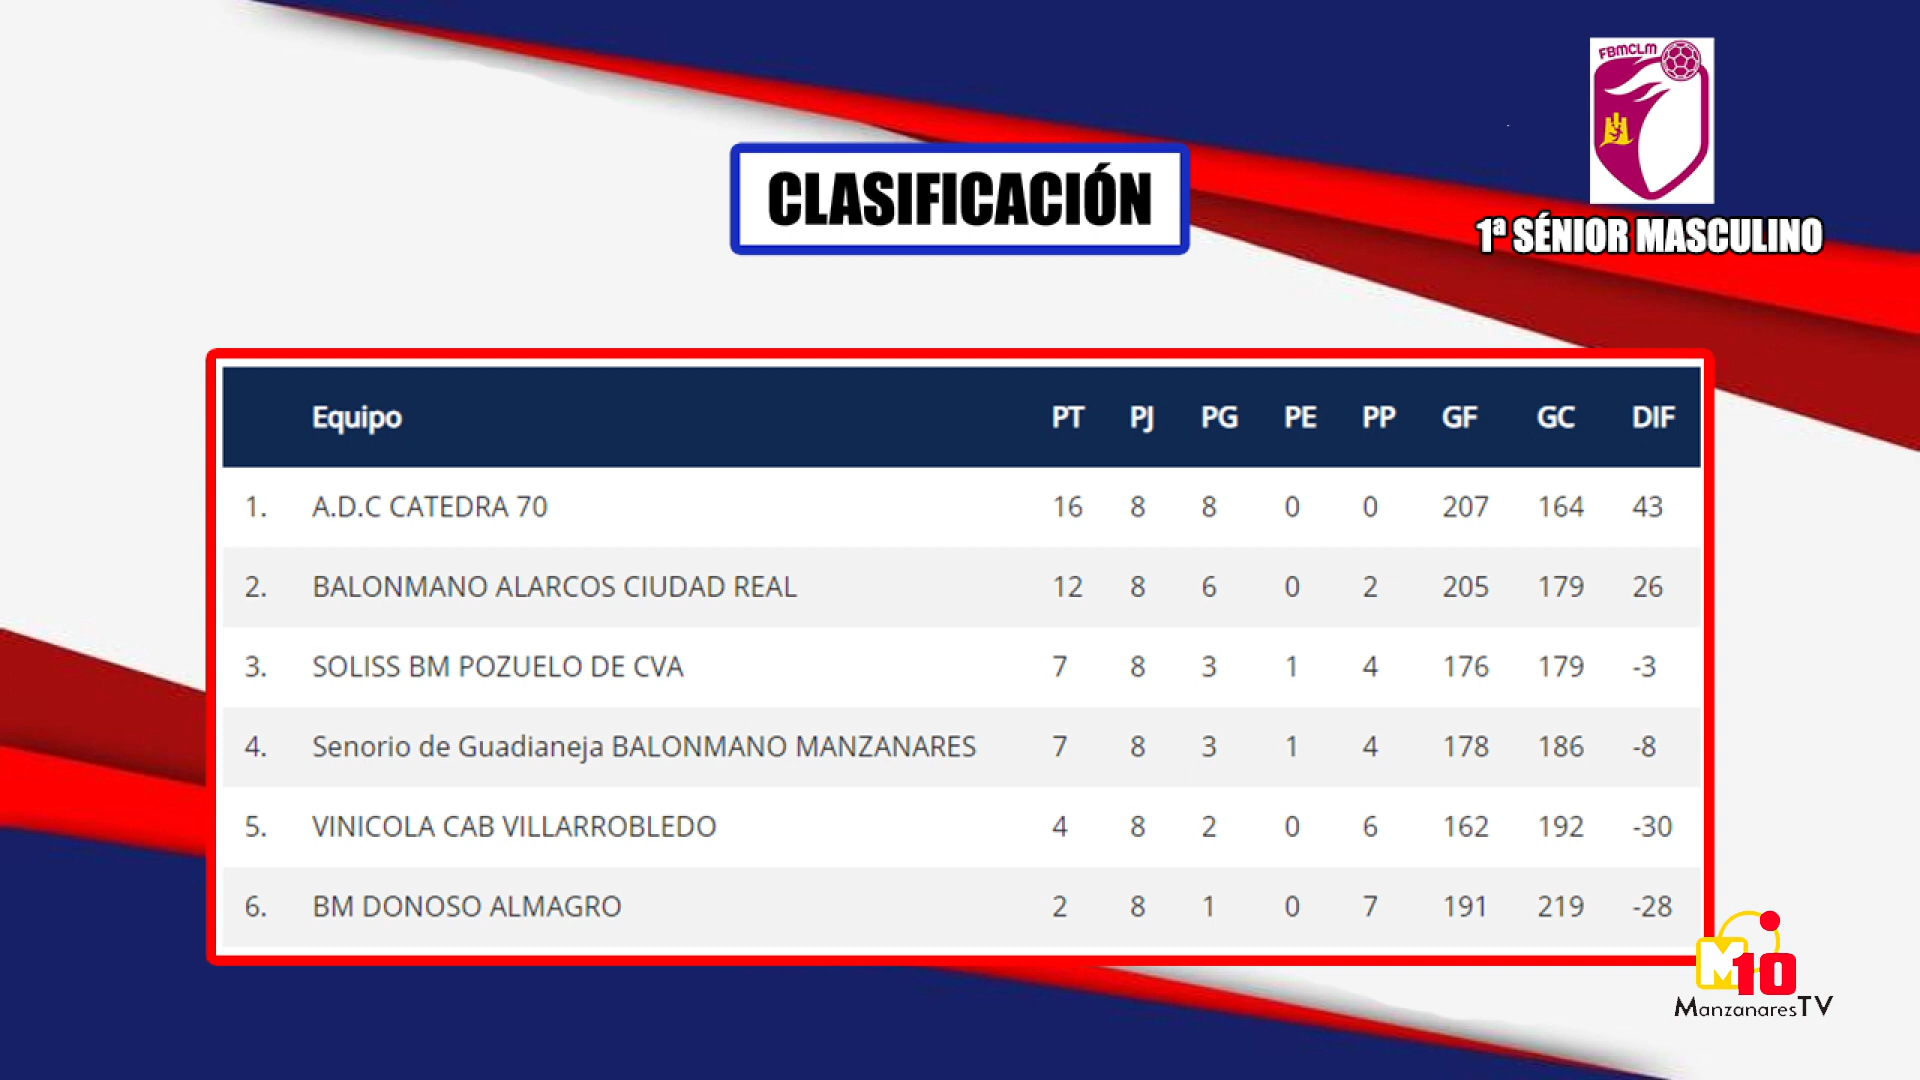 FBMCLM
CLASIFICACIÓN
1ª SÉNIOR MASCULINO
Equipo PT PJ PG PE PP GF GC DIF
1. A.D.C CATEDRA 70 16 8 8 0 0 207 164 43
2. BALONMANO ALARCOS CIUDAD REAL 12 8 6 0 2 205 179 26
3. SOLISS BM POZUELO DE CVA 7 8 3 1 4 176 179 -3
4. Senorio de Guadianeja BALONMANO MANZANARES 7 8 3 1 4 178 186 -8
5. VINICOLA CAB VILLARROBLEDO 4 8 2 0 6 162 192 -30
6. BM DONOSO ALMAGRO 2 8 1 0 7 191 219 -28
M10
ManzanaresTV